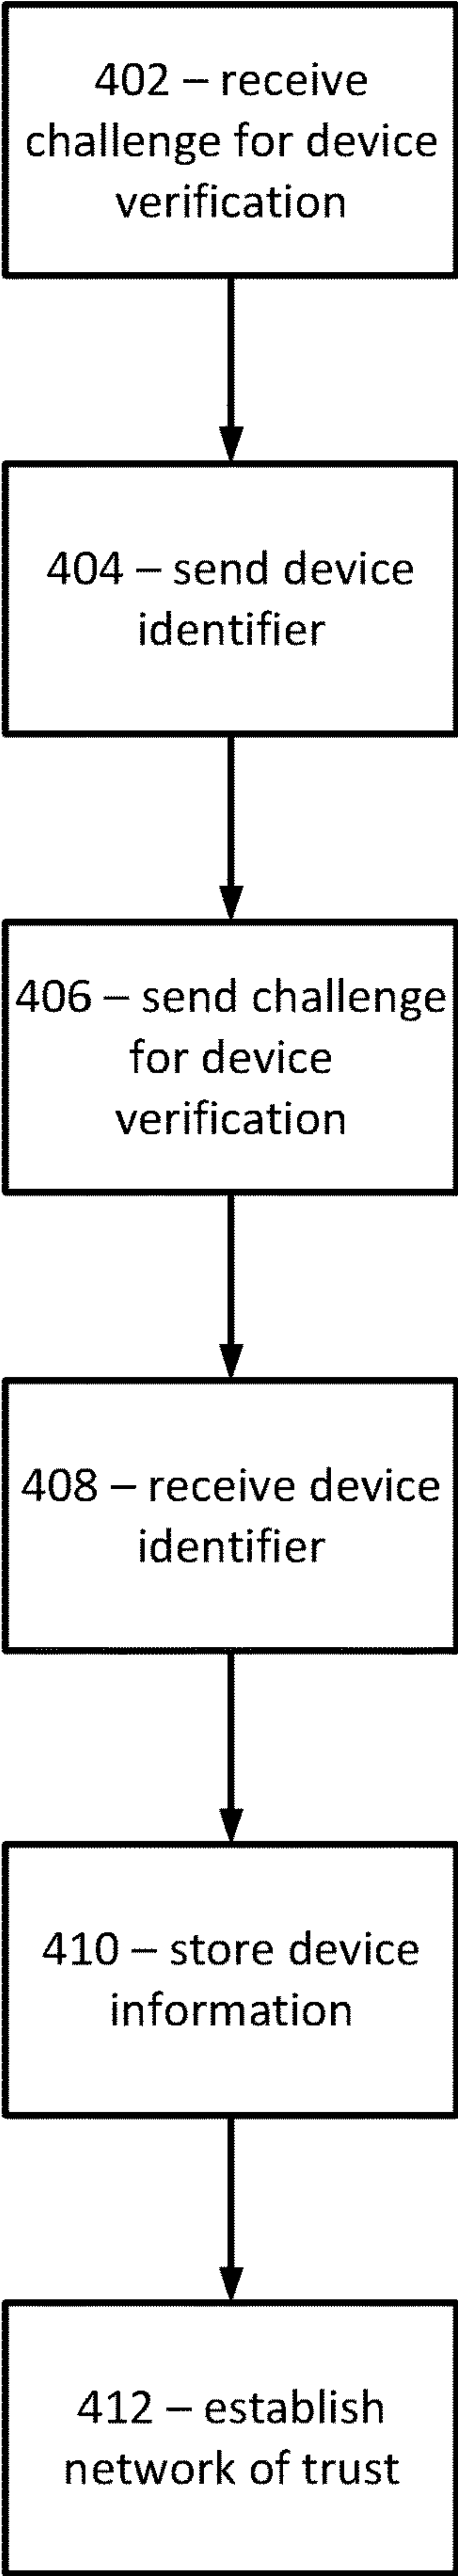 402 – receive
challenge for device
verification
404 – send device
identifier
406 – send challenge
for device
verification
408 – receive device
identifier
410 – store device
information
412 – establish
network of trust